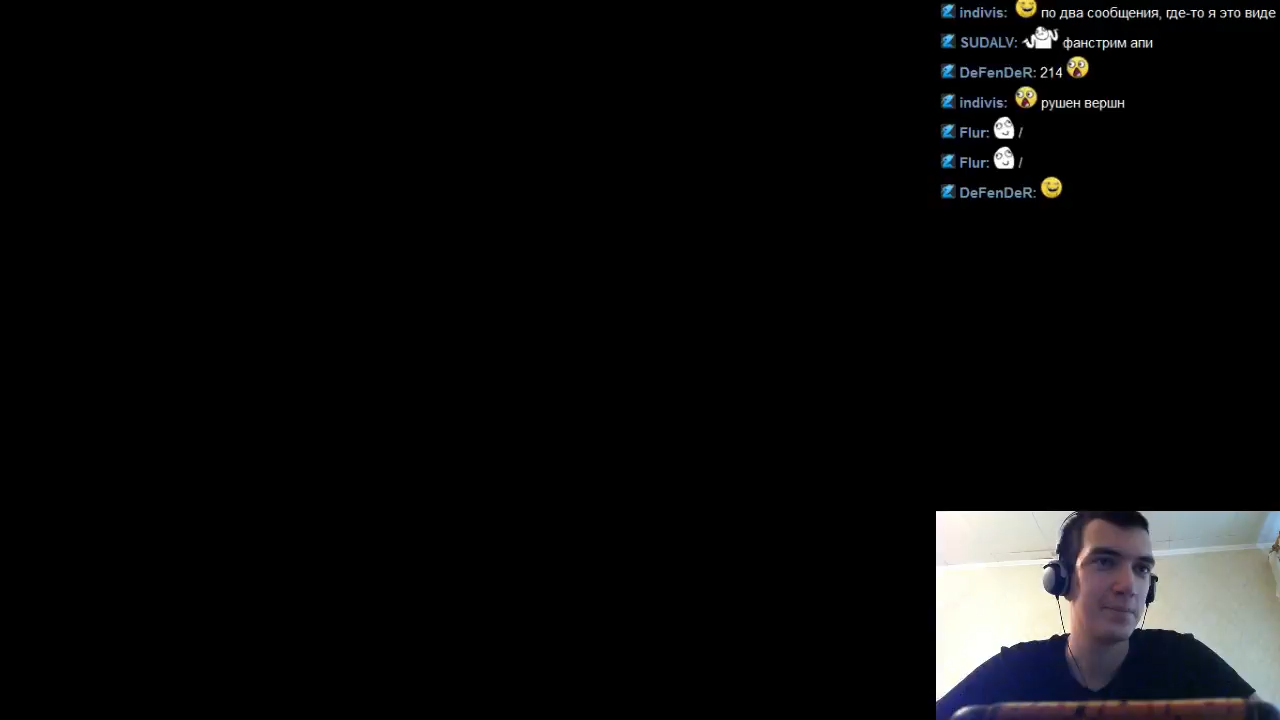 indivis: по два сообщения, где-то я это виде
SUDALV: фанстрим апи
DeFenDeR: 214
indivis: рушен вершн
Flur: /
Flur: /
DeFenDeR: